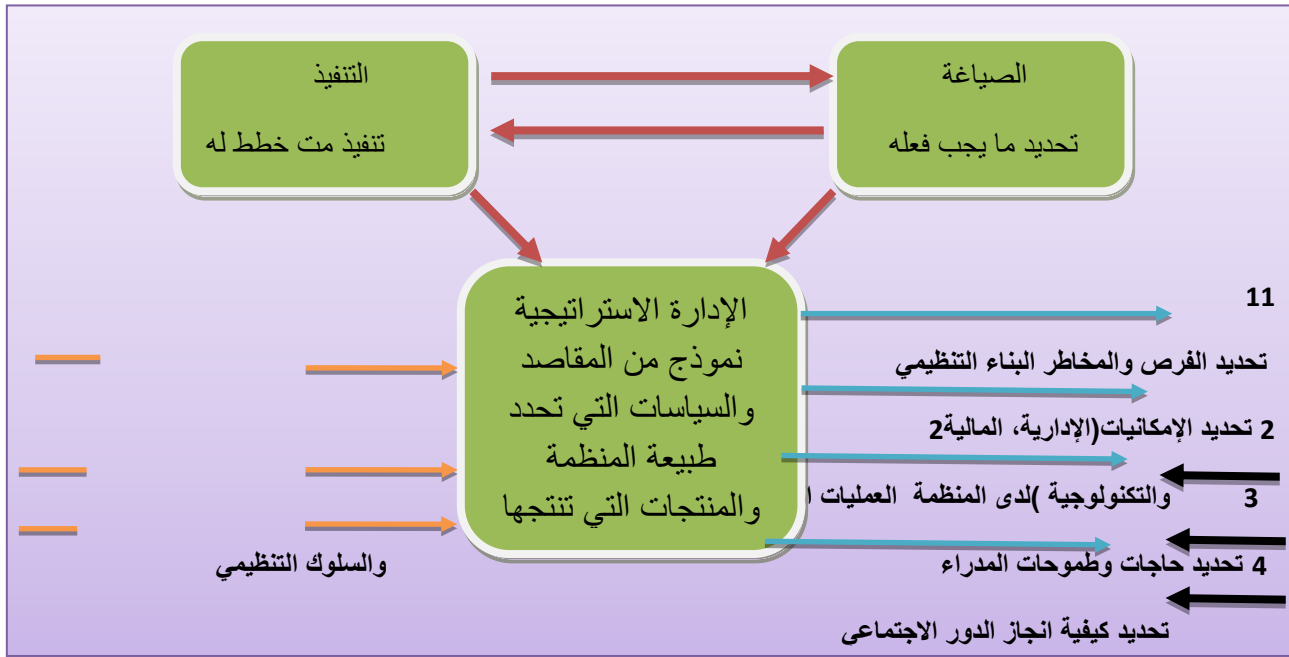 الصياغة
تحديد ما يجب فعله
التنفيذ
تنفيذ مت خطط له
الإدارة الاستراتيجية
نموذج من المقاصد
والسياسات التي تحدد
طبيعة المنظمة
والمنتجات التي تنتجها
11
تحديد الفرص والمخاطر البناء التنظيمي
2 تحديد الإمكانيات(الإدارية، المالية2
3 والتكنولوجية )لدى المنظمة العمليات
4 تحديد حاجات وطموحات المدراء
والسلوك التنظيمي
تحديد كيفية انجاز الدور الاجتماعي